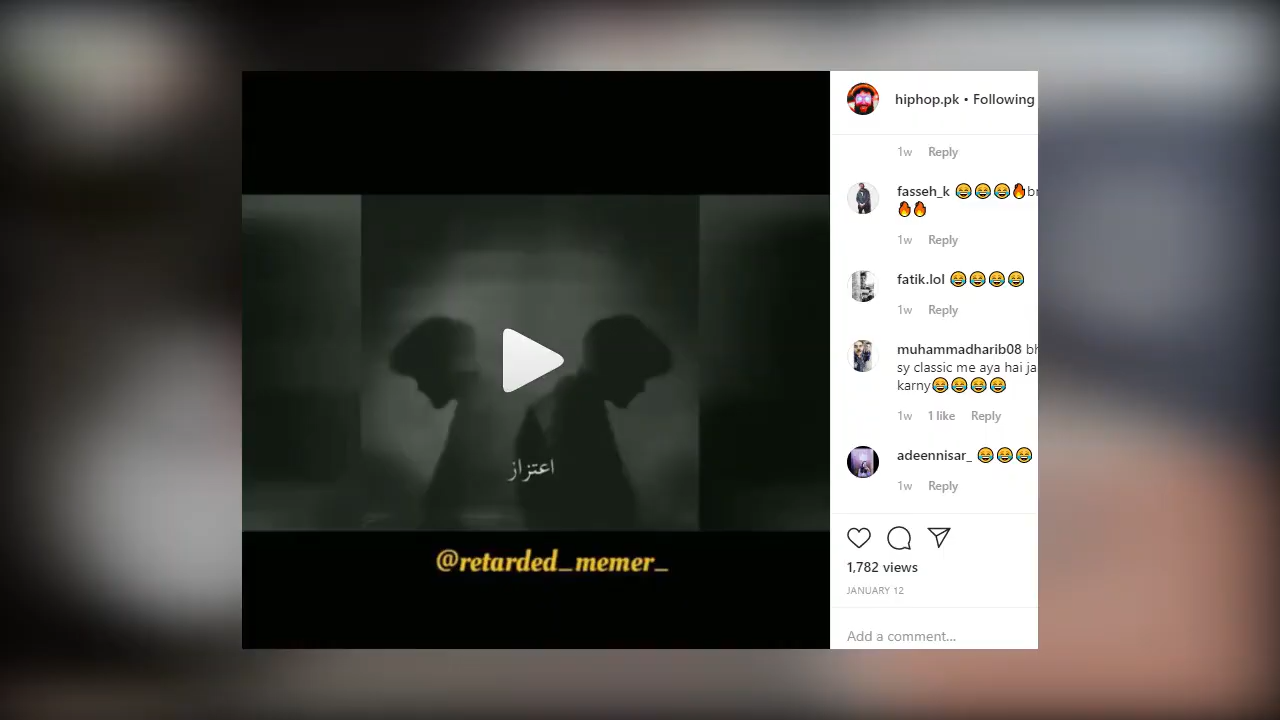 اعتزاز
@retarded_memer_
hiphop.pk • Following
1w Reply
fasseh_k 😂😂😂🔥
🔥🔥
1w Reply
fatik.lol 😂😂😂😂
1w Reply
muhammadharib08
sy classic me aya hai
karny😂😂😂😂
1w 1 like Reply
adeennisar_ 😂😂😂
1w Reply
1,782 views
JANUARY 12
Add a comment...